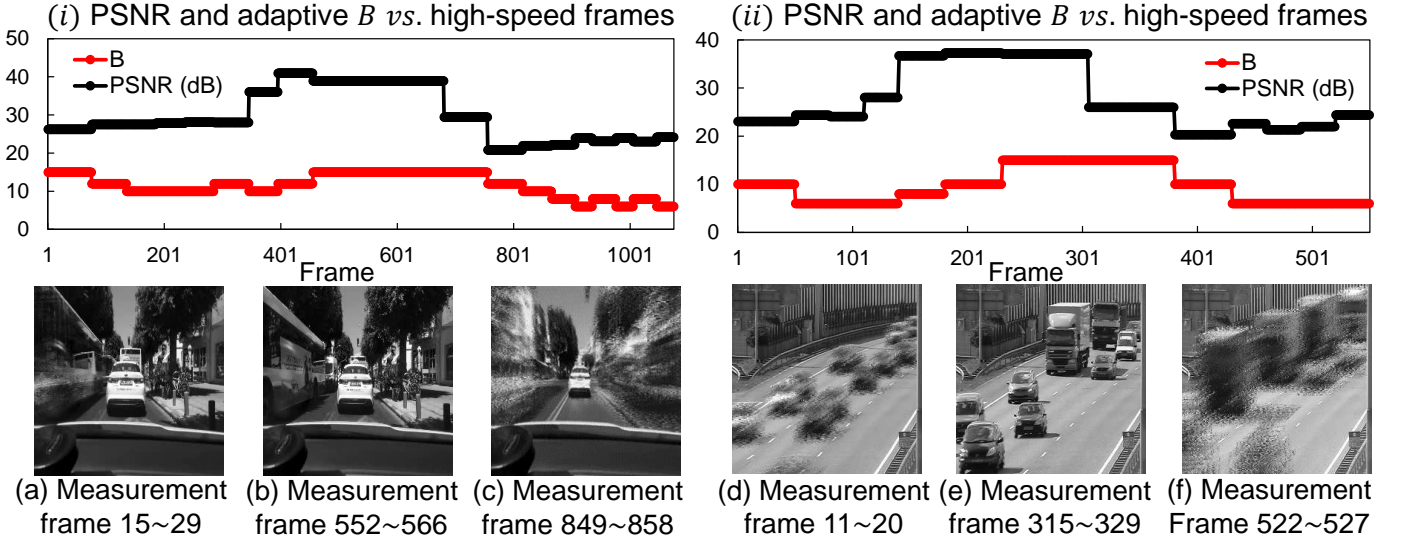 (i) PSNR and adaptive B vs. high-speed frames
50
40
30
20
10
0
B
PSNR (dB)
1
201
401
601
801
1001
Frame
(ii) PSNR and adaptive B vs. high-speed frames
40
30
20
10
0
B
PSNR (dB)
1
101
201
301
401
501
Frame
(a) Measurement
frame 15~29
(b) Measurement
frame 552~566
(c) Measurement
frame 849~858
(d) Measurement
frame 11~20
(e) Measurement
frame 315~329
(f) Measurement
Frame 522~527